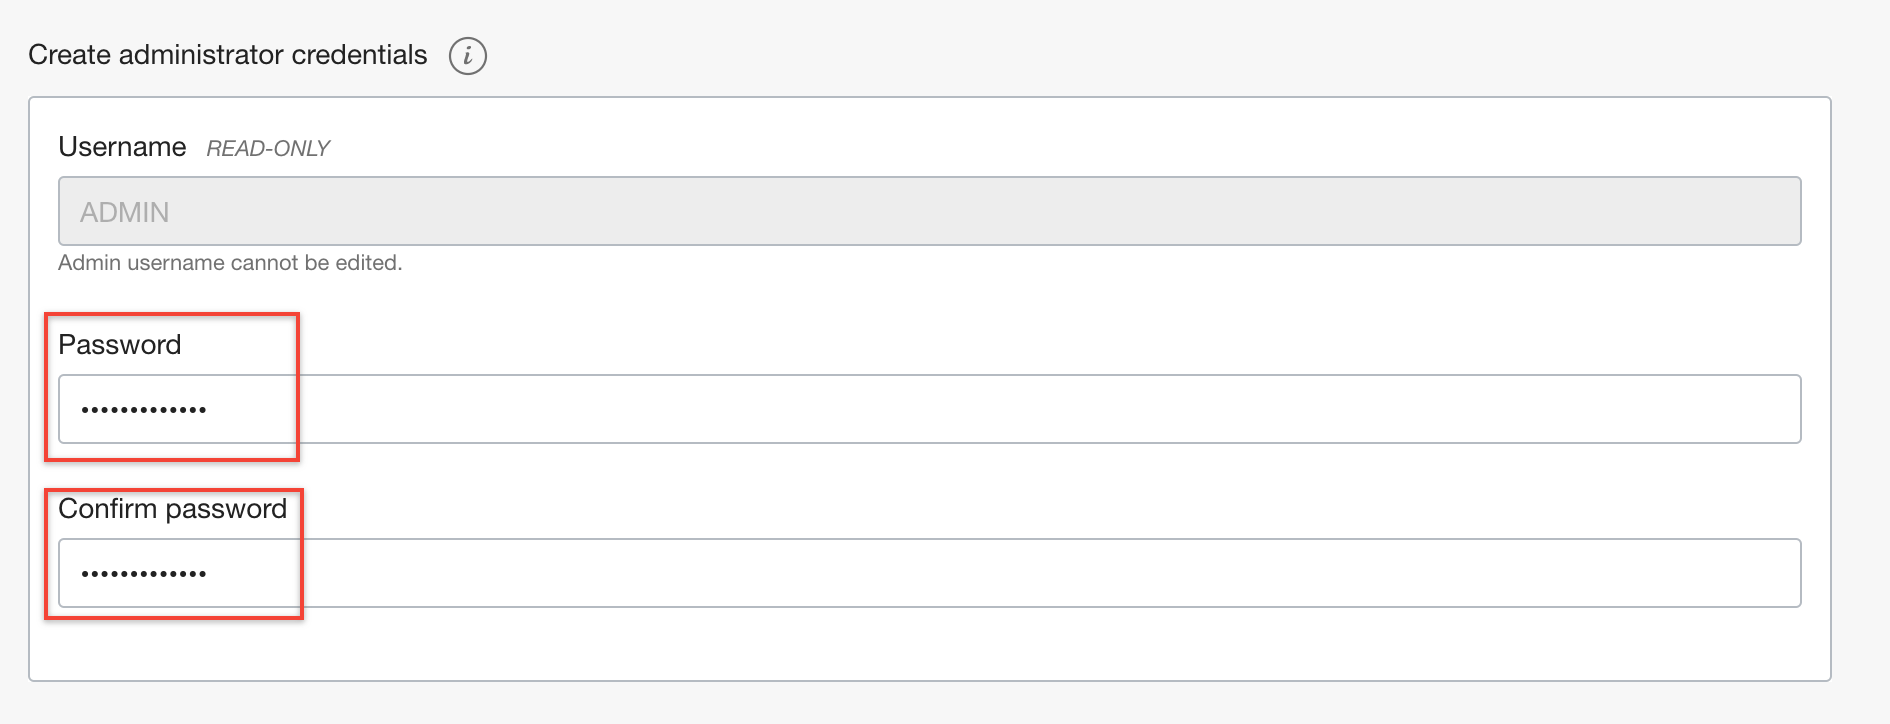 Create administrator credentials i
Username READ-ONLY
ADMIN
Admin username cannot be edited.
Password
•••••••••••••
Confirm password
•••••••••••••